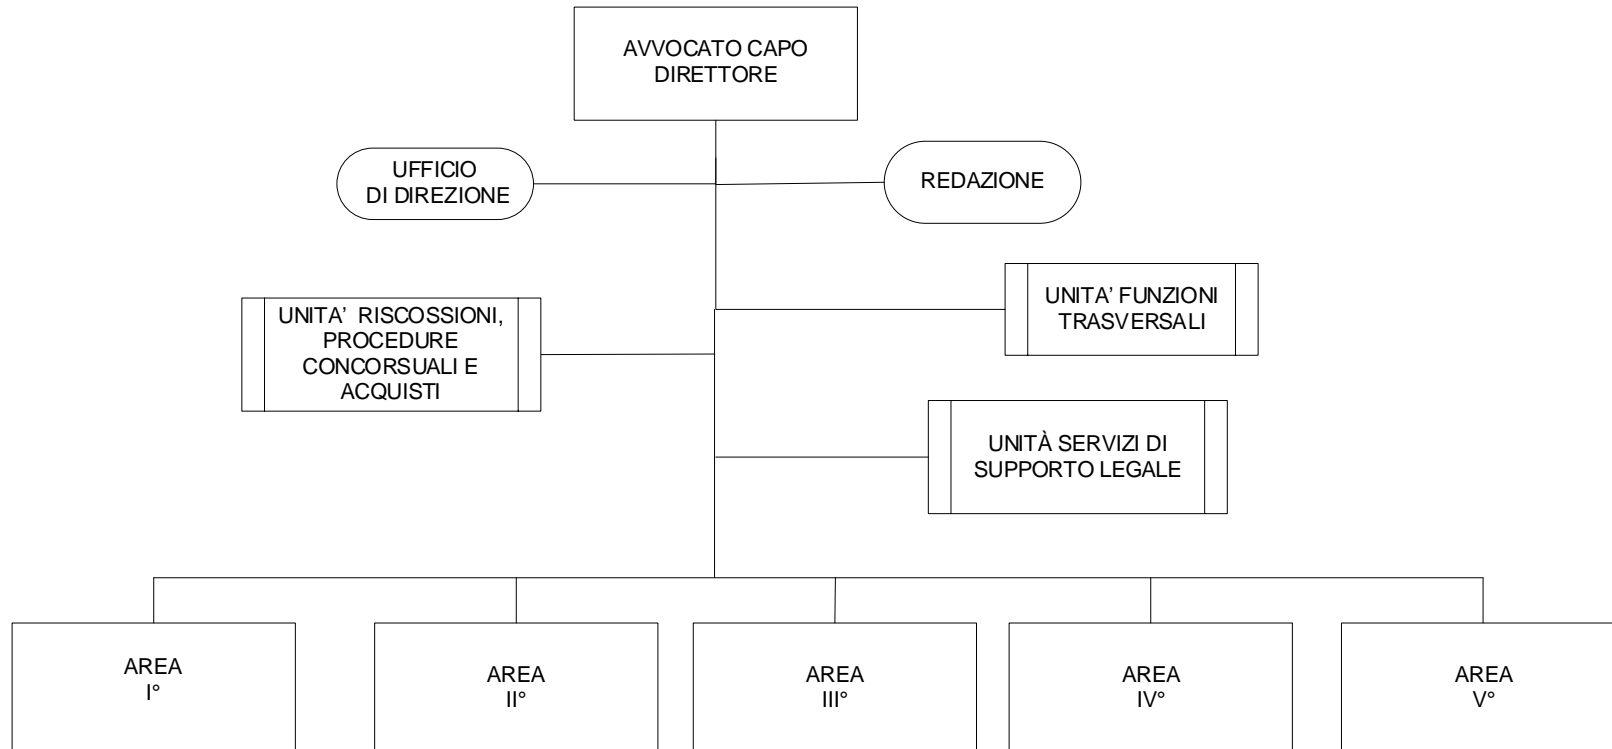 AVVOCATO CAPO
DIRETTORE
UFFICIO
DI DIREZIONE
REDAZIONE
UNITA' FUNZIONI
TRASVERSALI
UNITA' RISCOSSIONI,
PROCEDURE
CONCORSUALI E
ACQUISTI
UNITÀ SERVIZI DI
SUPPORTO LEGALE
AREA
I°
AREA
II°
AREA
III°
AREA
IV°
AREA
V°